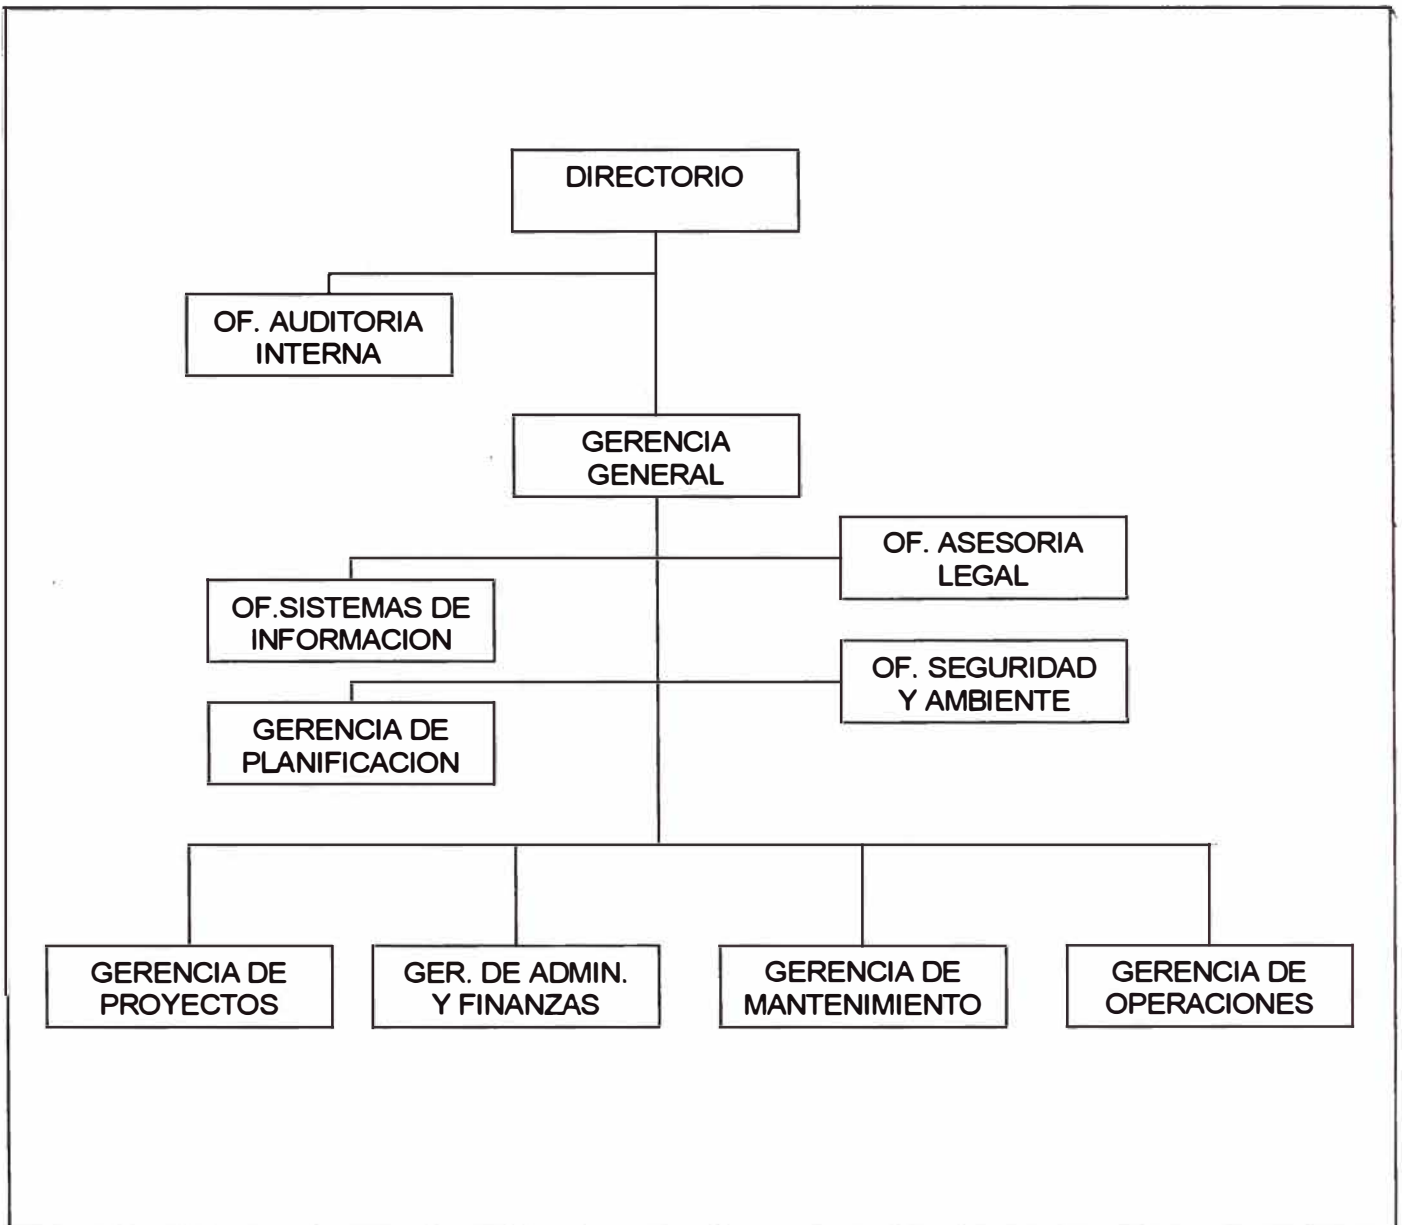 DIRECTORIO
OF. AUDITORIA
INTERNA
GERENCIA
GENERAL
OF. ASESORIA
LEGAL
OF.SISTEMAS DE
INFORMACION
OF. SEGURIDAD
Y AMBIENTE
GERENCIA DE
PLANIFICACION
GERENCIA DE
PROYECTOS
GER. DE ADMIN.
Y FINANZAS
GERENCIA DE
MANTENIMIENTO
GERENCIA DE
OPERACIONES